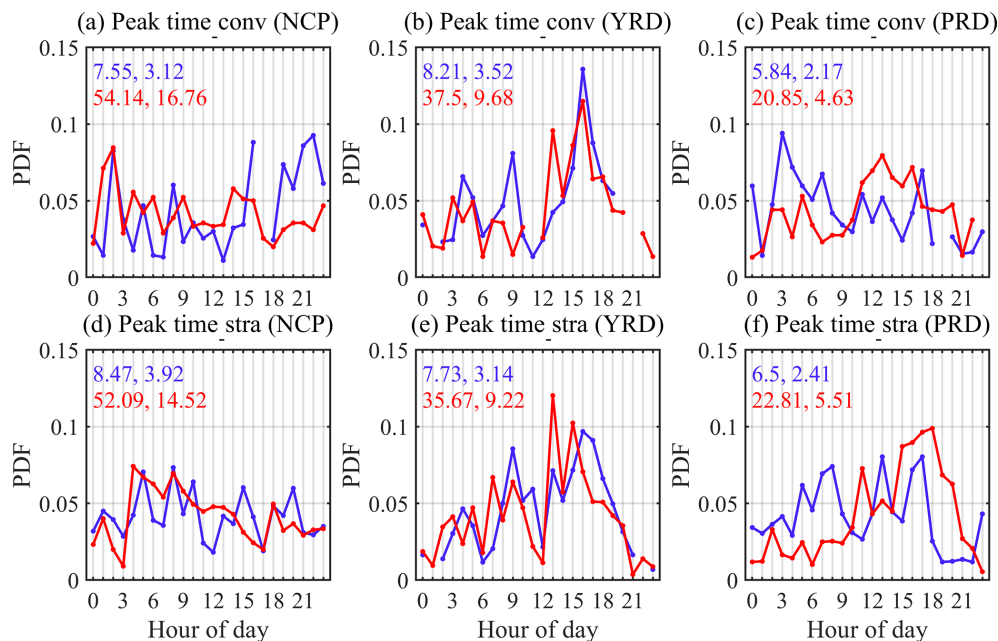 (a) Peak time_conv (NCP)
(b) Peak time_conv (YRD)
(c) Peak time_conv (PRD)
0.15
7.55, 3.12
54.14, 16.76
0.1
PDF
0.05
0
0 3 6 9 12 15 18 21
0.15
8.21, 3.52
37.5, 9.68
0.1
PDF
0.05
0
0 3 6 9 12 15 18 21
0.15
5.84, 2.17
20.85, 4.63
0.1
PDF
0.05
0
0 3 6 9 12 15 18 21
(d) Peak time_stra (NCP)
(e) Peak time_stra (YRD)
(f) Peak time_stra (PRD)
0.15
8.47, 3.92
52.09, 14.52
0.1
PDF
0.05
0
0 3 6 9 12 15 18 21
Hour of day
0.15
7.73, 3.14
35.67, 9.22
0.1
PDF
0.05
0
0 3 6 9 12 15 18 21
Hour of day
0.15
6.5, 2.41
22.81, 5.51
0.1
PDF
0.05
0
0 3 6 9 12 15 18 21
Hour of day